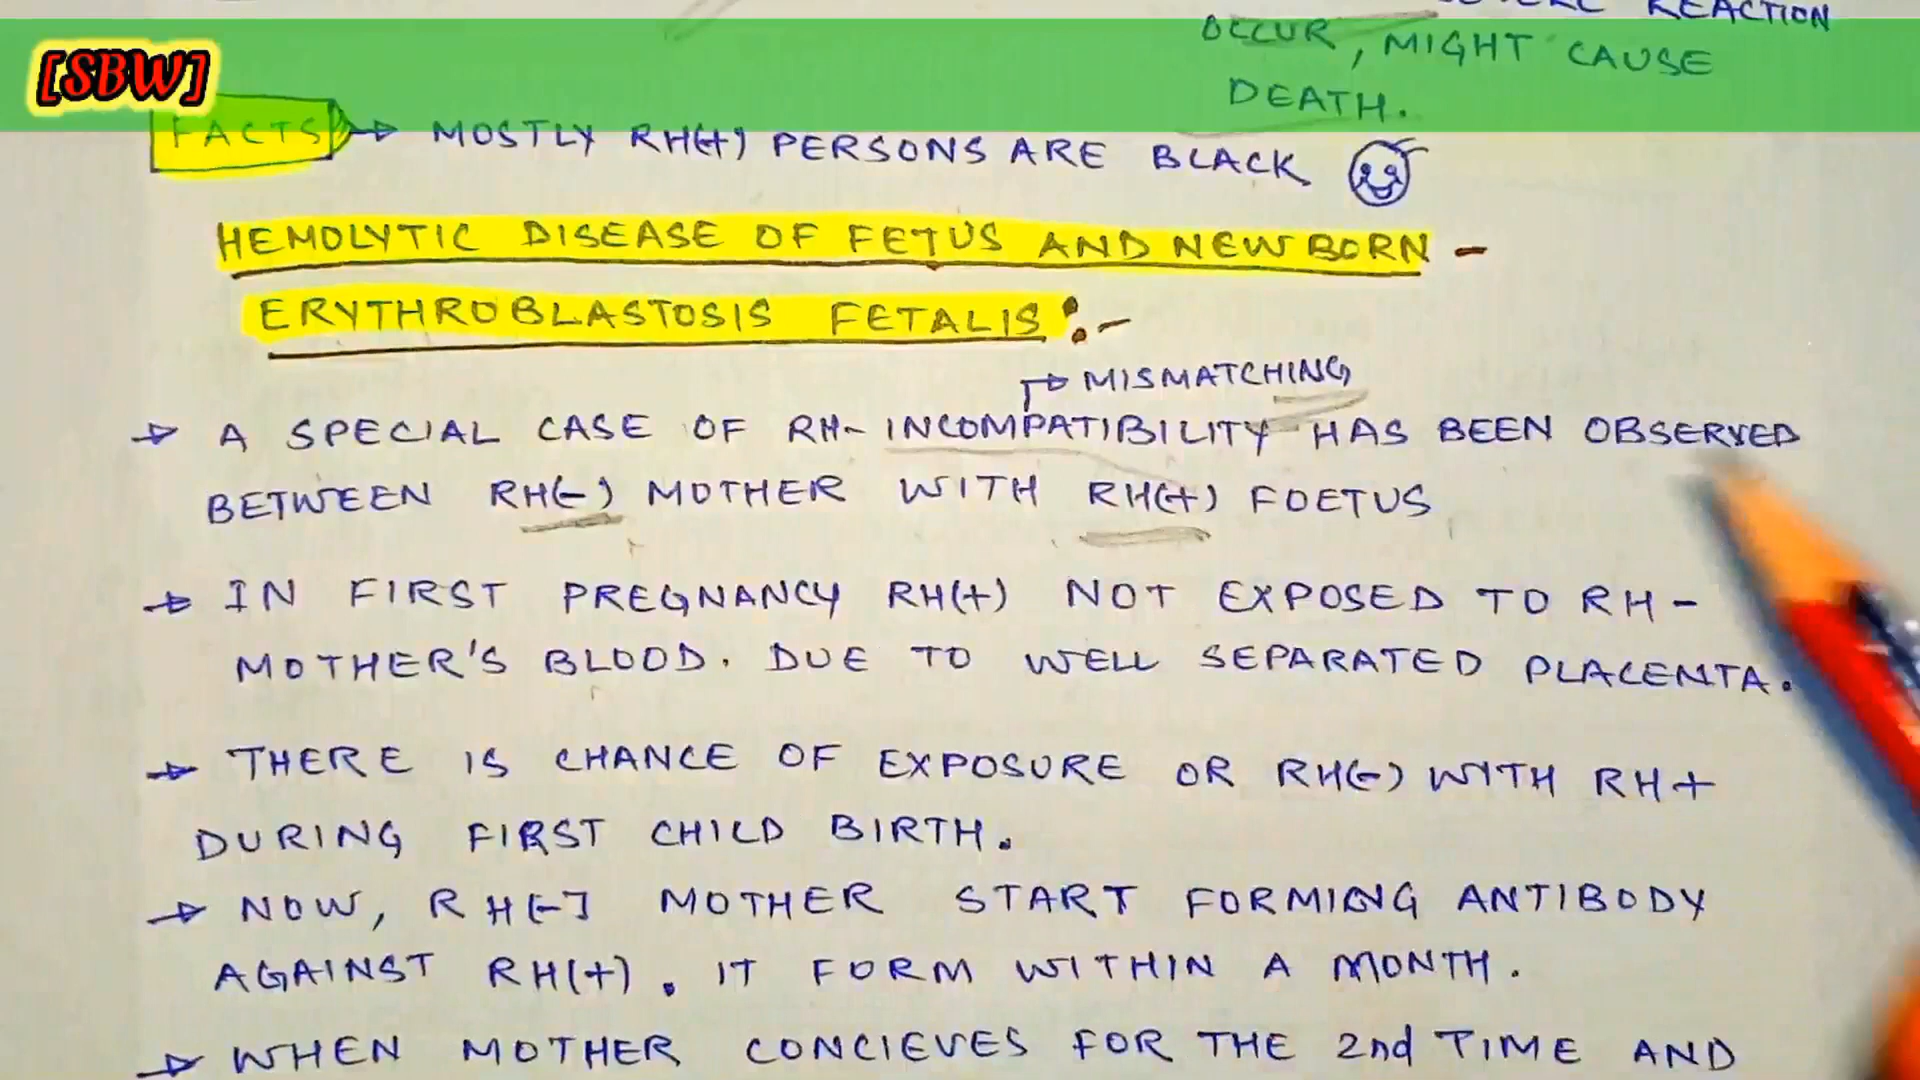 REACTION
OCCUR, MIGHT CAUSE
DEATH.
[SBW]
FACTS → MOSTLY RH(+) PERSONS ARE BLACK
HEMOLYTIC DISEASE OF FETUS AND NEW BORN -
ERYTHROBLASTOSIS FETALIS :-
→ MISMATCHING
→ A SPECIAL CASE OF RH- INCOMPATIBILITY HAS BEEN OBSERVED
BETWEEN RH(-) MOTHER WITH RH(+) FOETUS
→ IN FIRST PREGNANCY RH(+) NOT EXPOSED TO RH-
MOTHER'S BLOOD. DUE TO WELL SEPARATED PLACENTA.
→ THERE IS CHANCE OF EXPOSURE OR RH(-) WITH RH+
DURING FIRST CHILD BIRTH.
→ NOW, RH(-] MOTHER START FORMING ANTIBODY
AGAINST RH(+). IT FORM WITHIN A MONTH.
→ WHEN MOTHER CONCIEVES FOR THE 2nd TIME AND